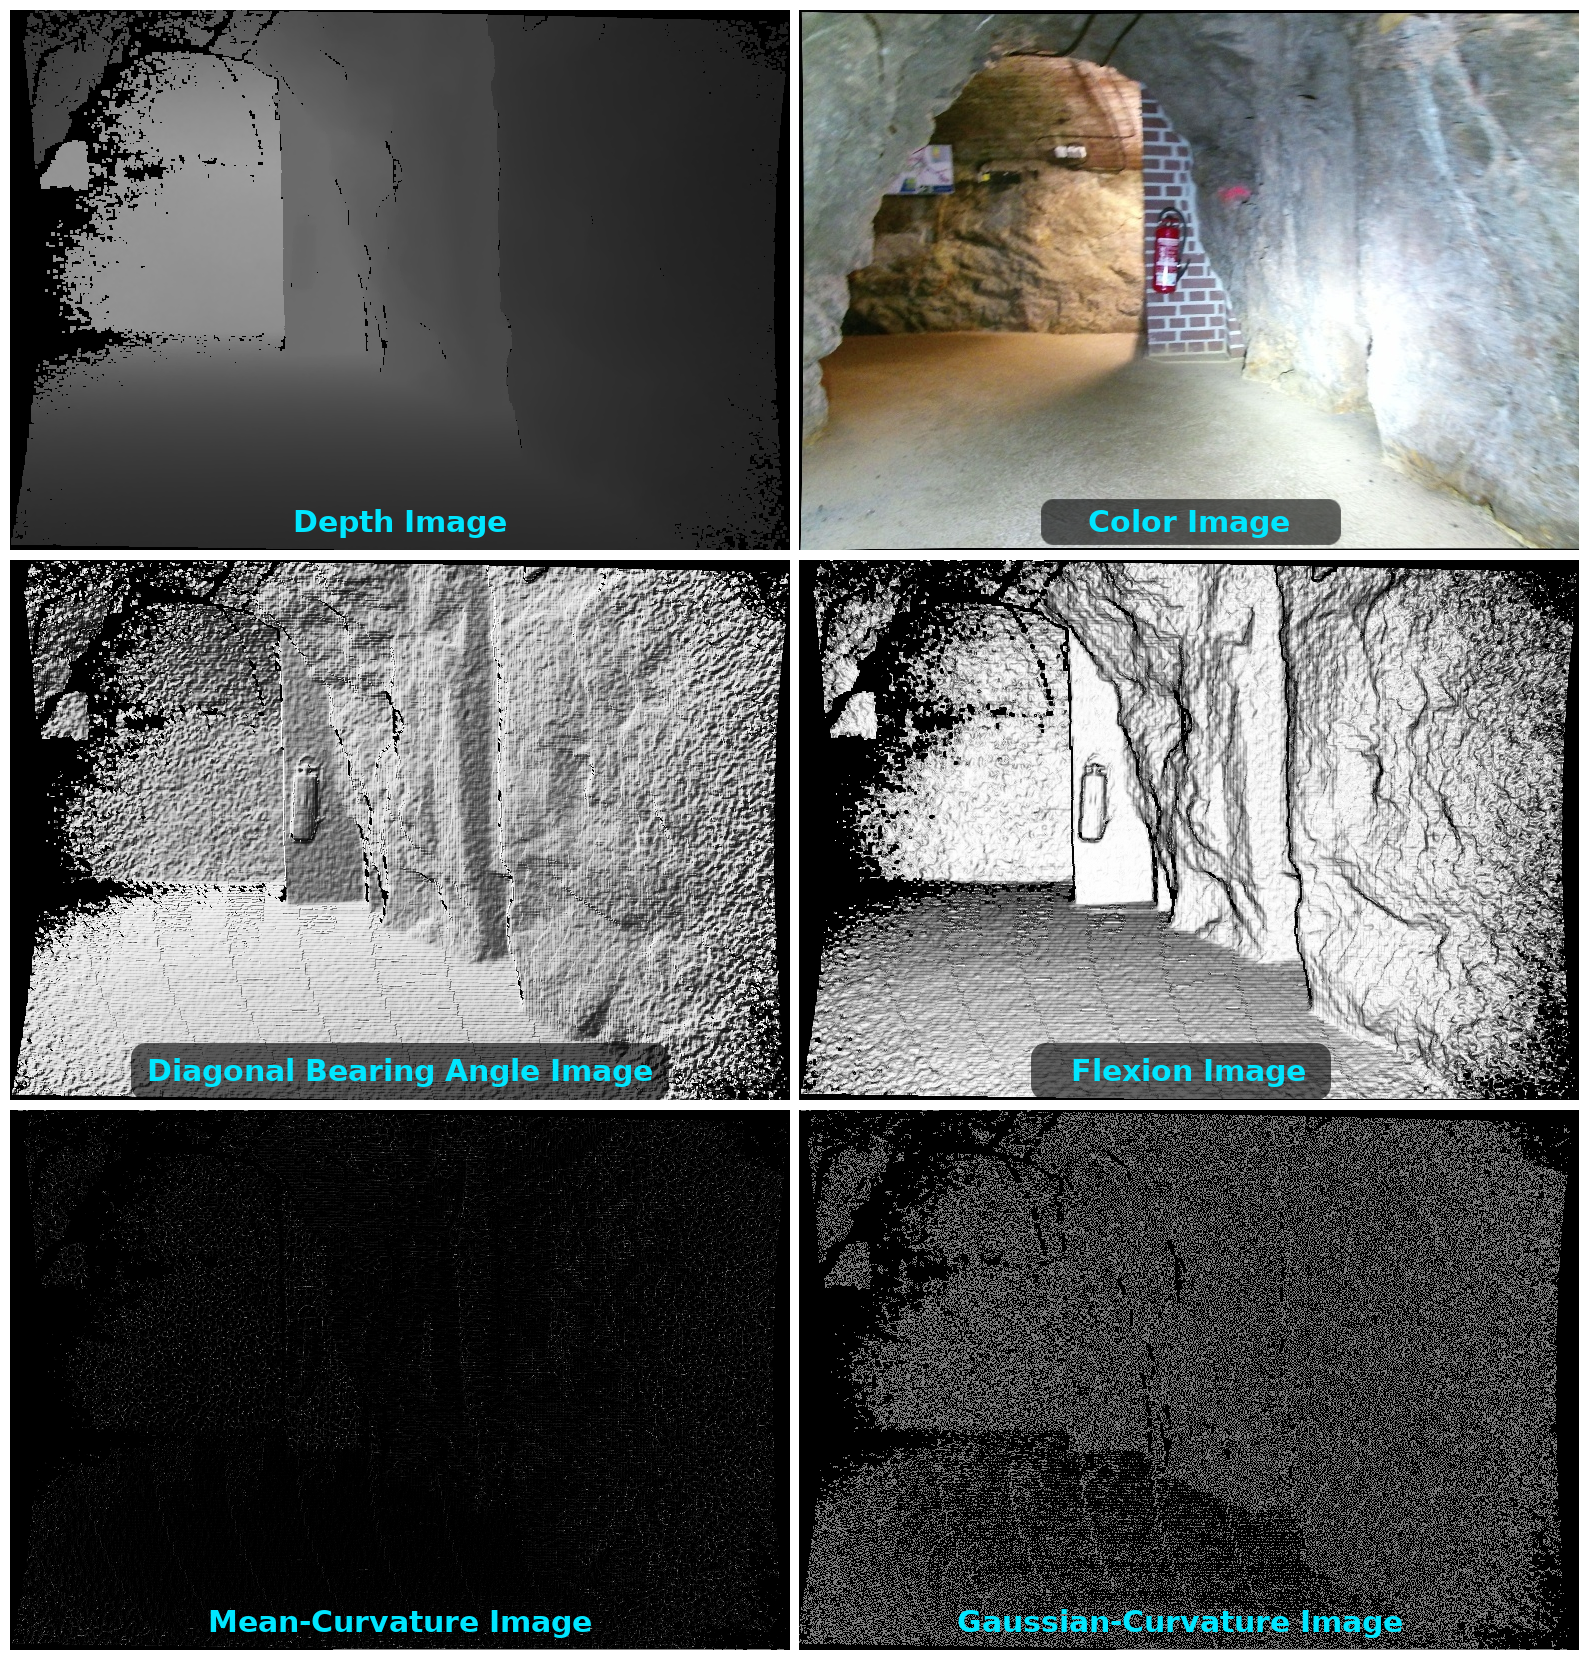 Depth Image
Color Image
Diagonal Bearing Angle Image
Flexion Image
Mean-Curvature Image
Gaussian-Curvature Image